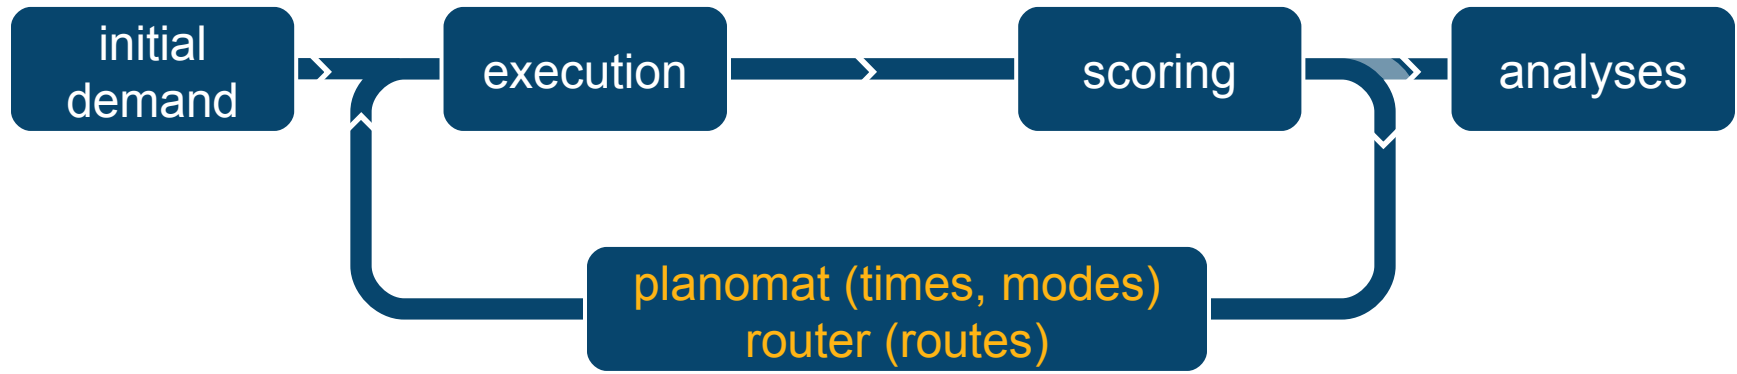 initial
demand
execution
scoring
analyses
planomat (times, modes)
router (routes)